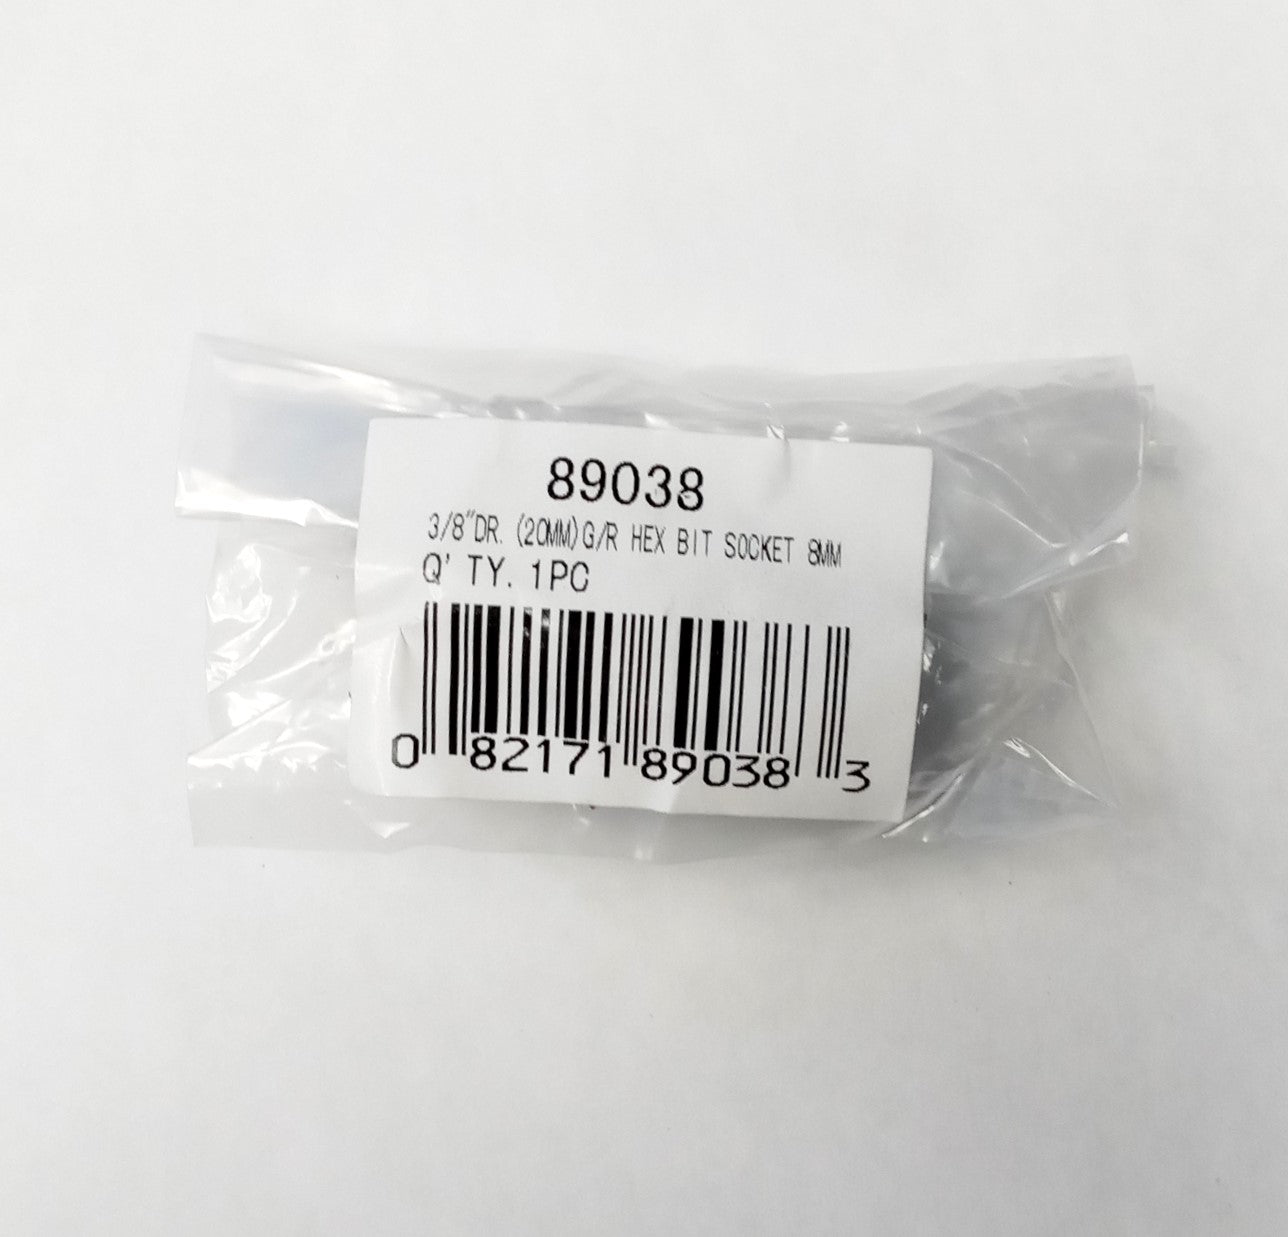 89038
3/8"DR. (20MM)G/R HEX BIT SOCKET 8MM
Q' TY. 1PC
0 82171 89038 3